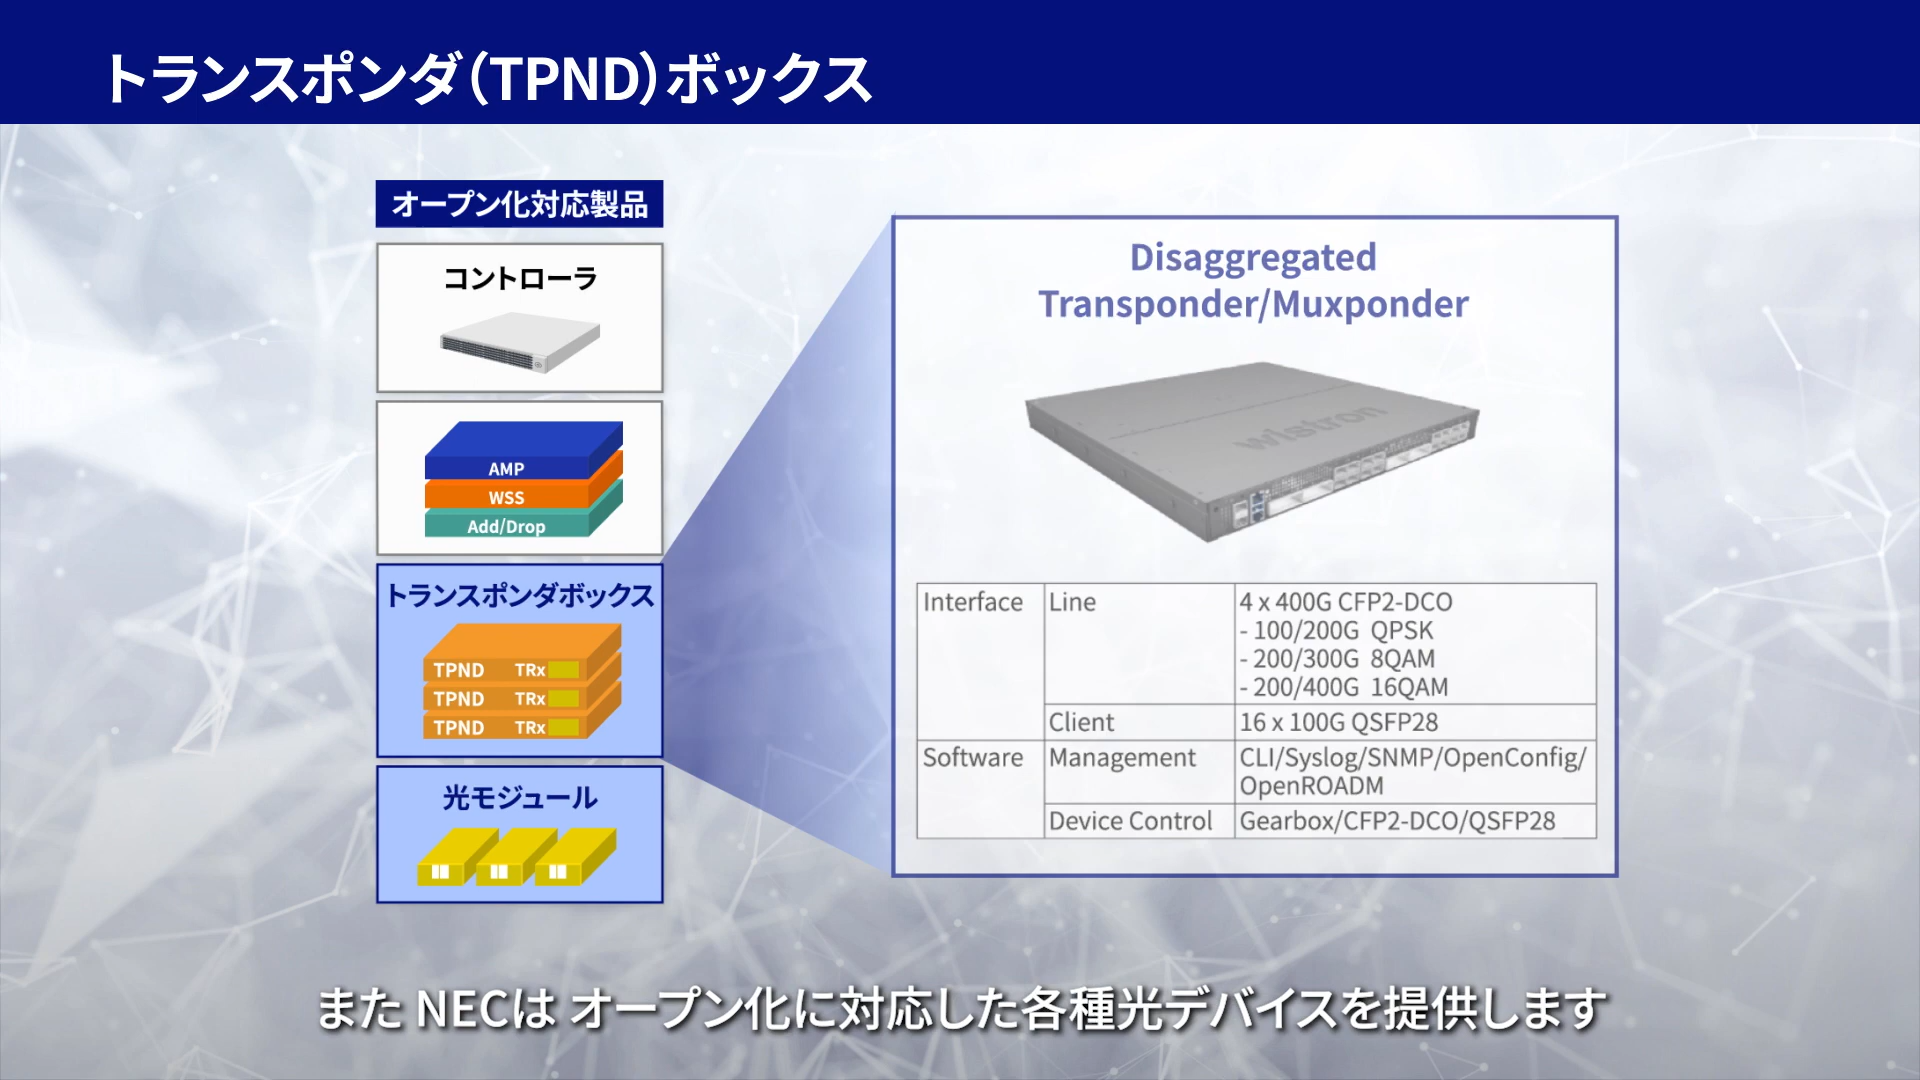 トランスポンダ（TPND）ボックス
オープン化対応製品
コントローラ
AMP
WSS
Add/Drop
トランスポンダボックス
TPND TRx
TPND TRx
TPND TRx
光モジュール
Disaggregated
Transponder/Muxponder
wistron
Interface Line 4 x 400G CFP2-DCO
- 100/200G QPSK
- 200/300G 8QAM
- 200/400G 16QAM
Client 16 x 100G QSFP28
Software Management CLI/Syslog/SNMP/OpenConfig/
OpenROADM
Device Control Gearbox/CFP2-DCO/QSFP28
また NECは オープン化に対応した各種光デバイスを提供します